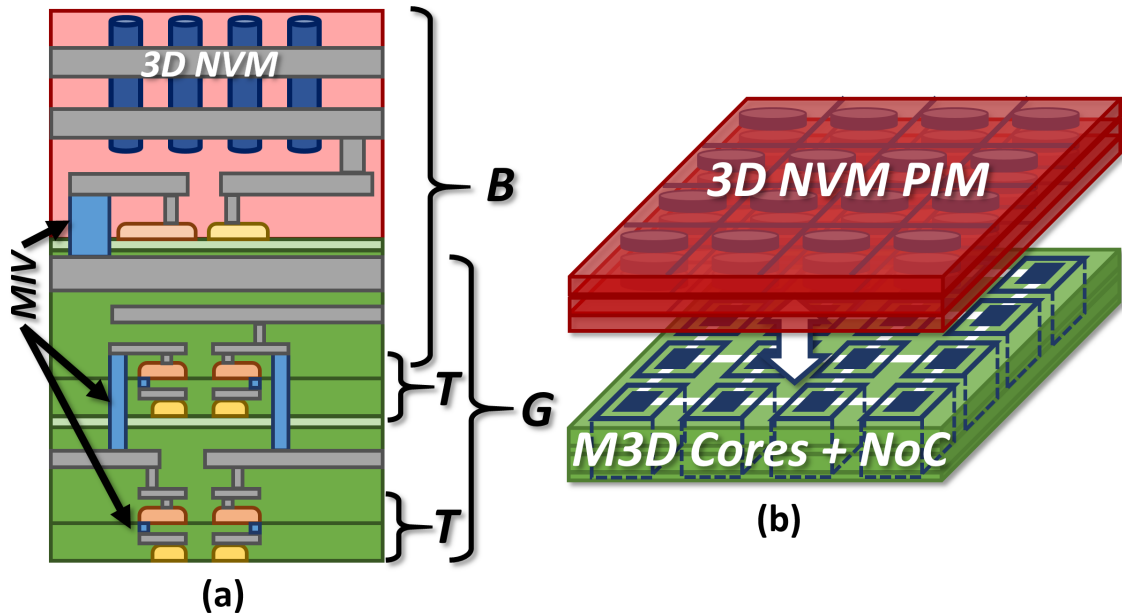 3D NVM
B
MIV
T
G
T
(a)
3D NVM PIM
M3D Cores + NoC
(b)